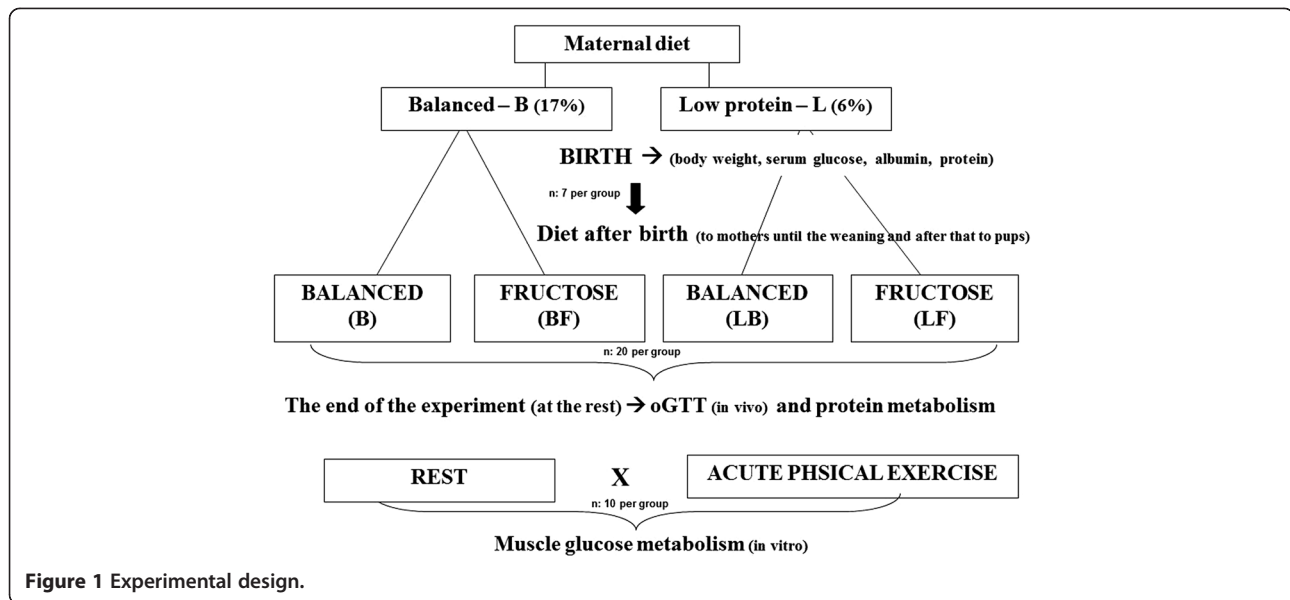 Maternal diet
Balanced – B (17%) Low protein – L (6%)
BIRTH → (body weight, serum glucose, albumin, protein)
n: 7 per group
Diet after birth (to mothers until the weaning and after that to pups)
BALANCED FRUCTOSE BALANCED FRUCTOSE
(B) (BF) (LB) (LF)
n: 20 per group
The end of the experiment (at the rest) → oGTT (in vivo) and protein metabolism
REST X ACUTE PHSICAL EXERCISE
n: 10 per group
Muscle glucose metabolism (in vitro)
Figure 1 Experimental design.